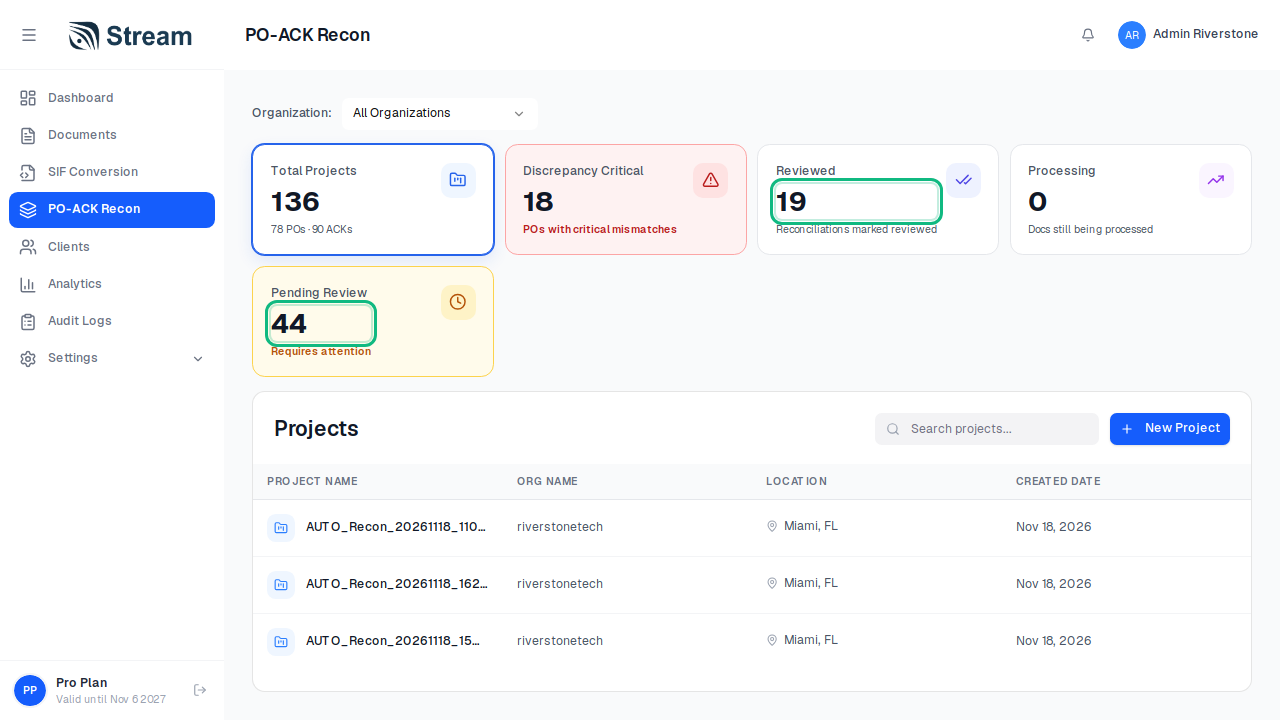 Stream
PO-ACK Recon
AR
Admin Riverstone
Dashboard
Documents
SIF Conversion
PO-ACK Recon
Clients
Analytics
Audit Logs
Settings
PP
Pro Plan
Valid until Nov 6 2027
Organization:
All Organizations
Total Projects
136
78 POs · 90 ACKs
Discrepancy Critical
18
POs with critical mismatches
Reviewed
19
Reconciliations marked reviewed
Processing
0
Docs still being processed
Pending Review
44
Requires attention
Projects
Search projects...
New Project
PROJECT NAME
ORG NAME
LOCATION
CREATED DATE
AUTO_Recon_20261118_110...
riverstonetech
Miami, FL
Nov 18, 2026
AUTO_Recon_20261118_162...
riverstonetech
Miami, FL
Nov 18, 2026
AUTO_Recon_20261118_15...
riverstonetech
Miami, FL
Nov 18, 2026